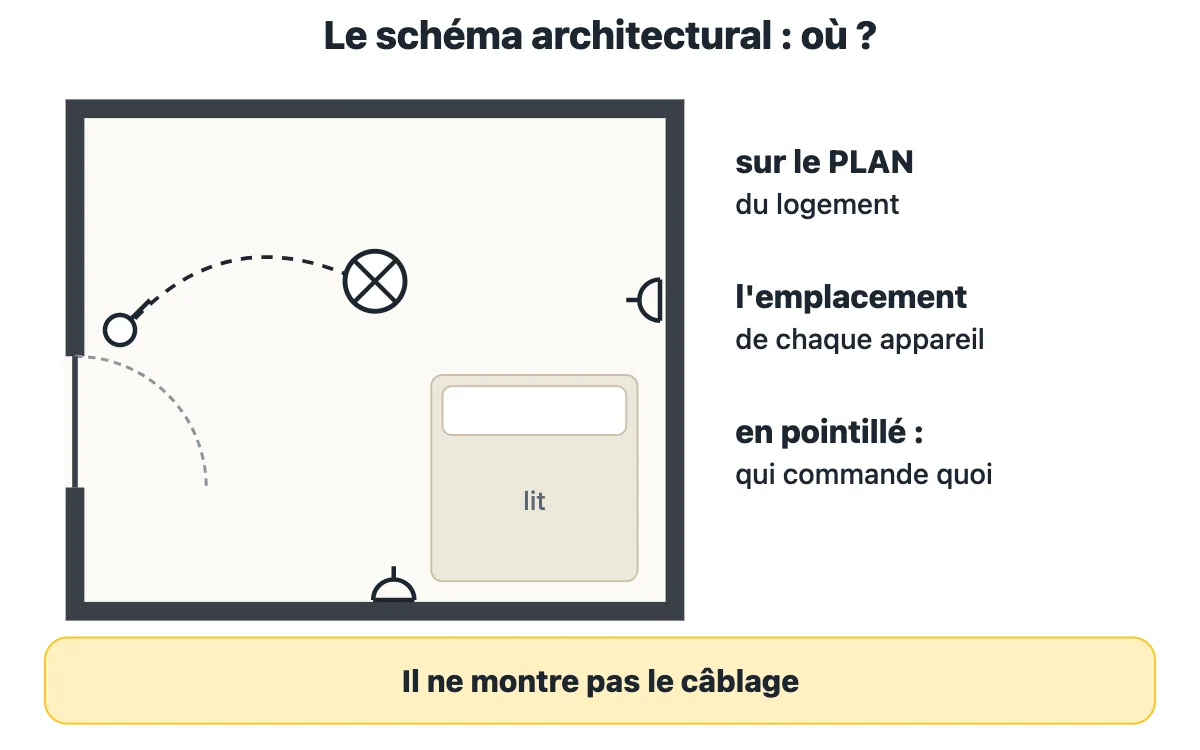 Le schéma architectural : où ?
sur le PLAN
du logement
l'emplacement
de chaque appareil
en pointillé :
qui commande quoi
lit
Il ne montre pas le câblage